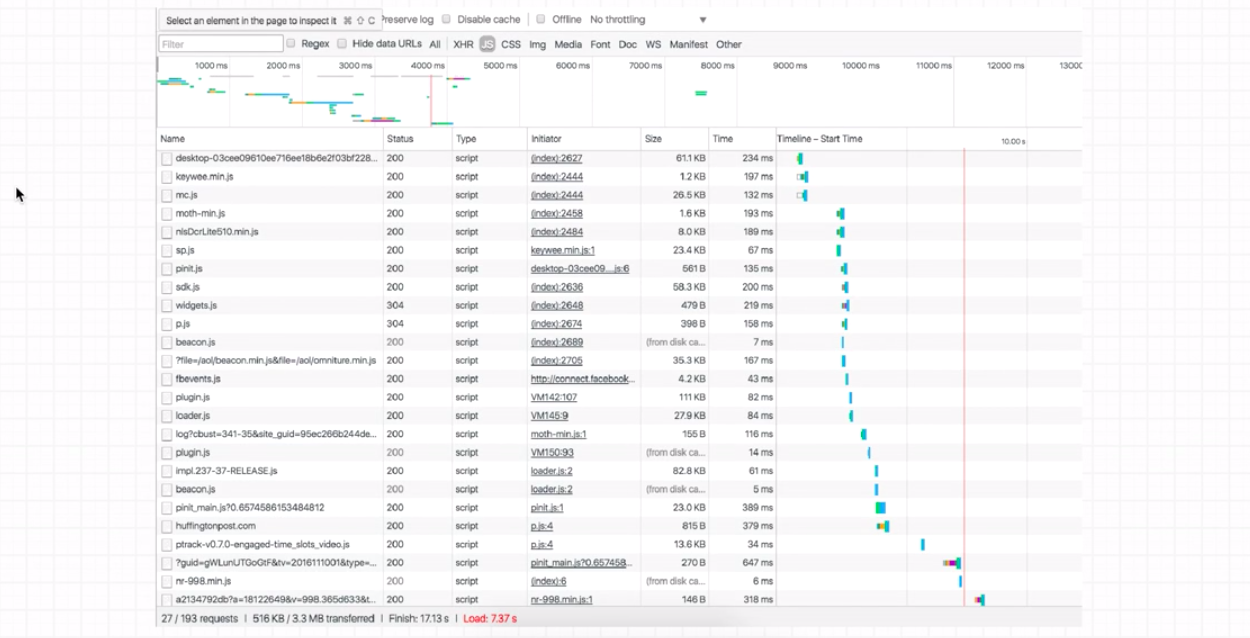 Select an element in the page to inspect it ⌘ ⇧ C Preserve log Disable cache Offline No throttling ▼
Filter Regex Hide data URLs All XHR JS CSS Img Media Font Doc WS Manifest Other
1000 ms 2000 ms 3000 ms 4000 ms 5000 ms 6000 ms 7000 ms 8000 ms 9000 ms 10000 ms 11000 ms 12000 ms 13000
Name Status Type Initiator Size Time Timeline – Start Time 10.00 s
desktop-03cee09610ee716ee18b6e2f03bf228... 200 script (index):2627 61.1 KB 234 ms
keywee.min.js 200 script (index):2444 1.2 KB 197 ms
mc.js 200 script (index):2444 26.5 KB 132 ms
moth-min.js 200 script (index):2458 1.6 KB 193 ms
nlsDcrLite510.min.js 200 script (index):2484 8.0 KB 189 ms
sp.js 200 script keywee.min.js:1 23.4 KB 67 ms
pinit.js 200 script desktop-03cee09....js:6 561 B 135 ms
sdk.js 200 script (index):2636 58.3 KB 200 ms
widgets.js 304 script (index):2648 479 B 219 ms
p.js 304 script (index):2674 398 B 158 ms
beacon.js 200 script (index):2689 (from disk ca... 7 ms
?file=/aol/beacon.min.js&file=/aol/omniture.min.js 200 script (index):2705 35.3 KB 167 ms
fbevents.js 200 script http://connect.facebook... 4.2 KB 43 ms
plugin.js 200 script VM142:107 111 KB 82 ms
loader.js 200 script VM145:9 27.9 KB 84 ms
log?cbust=341-35&site_guid=95ec266b244de... 200 script moth-min.js:1 155 B 116 ms
plugin.js 200 script VM150:93 (from disk ca... 14 ms
impl.237-37-RELEASE.js 200 script loader.js:2 82.8 KB 61 ms
beacon.js 200 script loader.js:2 (from disk ca... 5 ms
pinit_main.js?0.6574586153484812 200 script pinit.js:1 23.0 KB 389 ms
huffingtonpost.com 200 script p.js:4 815 B 379 ms
ptrack-v0.7.0-engaged-time_slots_video.js 200 script p.js:4 13.6 KB 34 ms
?guid=gWLunUTGoGtF&tv=2016111001&type=... 200 script pinit_main.js?0.657458... 270 B 647 ms
nr-998.min.js 200 script (index):6 (from disk ca... 6 ms
a2134792db?a=18122649&v=998.365d633&t... 200 script nr-998.min.js:1 146 B 318 ms
27 / 193 requests | 516 KB / 3.3 MB transferred | Finish: 17.13 s | Load: 7.37 s